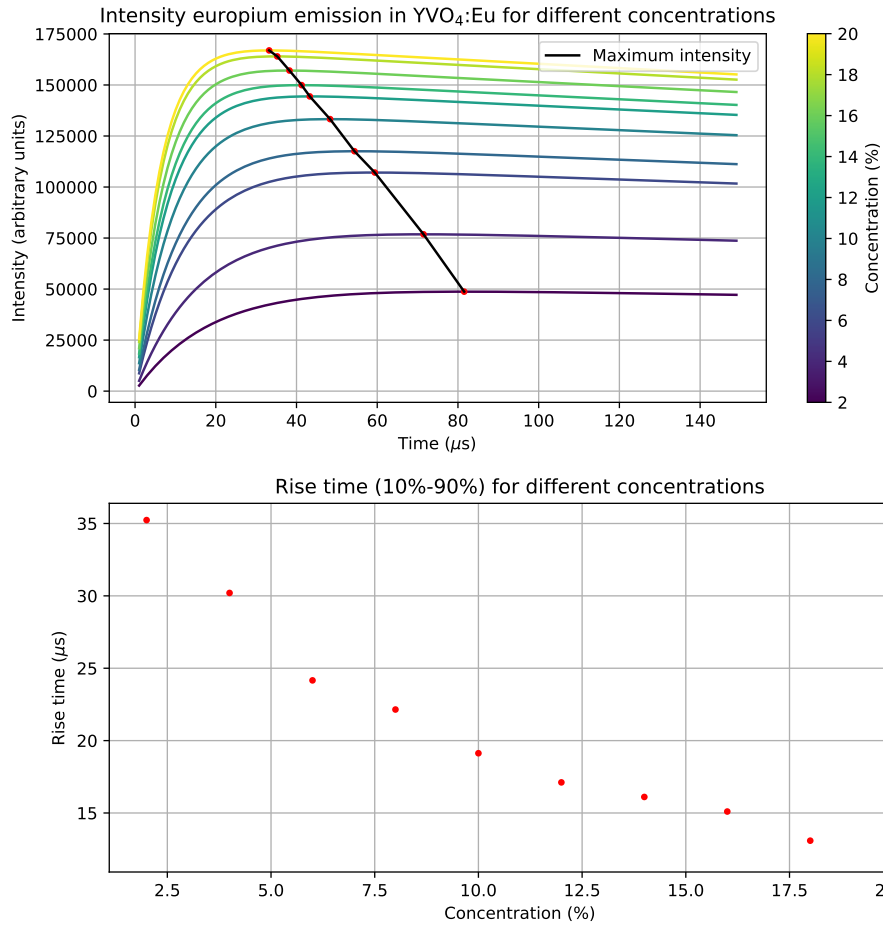 Intensity europium emission in YVO₄:Eu for different concentrations
175000
150000
125000
100000
75000
50000
25000
0
Intensity (arbitrary units)
Maximum intensity
0 20 40 60 80 100 120 140
Time (μs)
20
18
16
14
12
10
8
6
4
2
Concentration (%)
Rise time (10%-90%) for different concentrations
35
30
25
20
15
Rise time (μs)
2.5 5.0 7.5 10.0 12.5 15.0 17.5
Concentration (%)